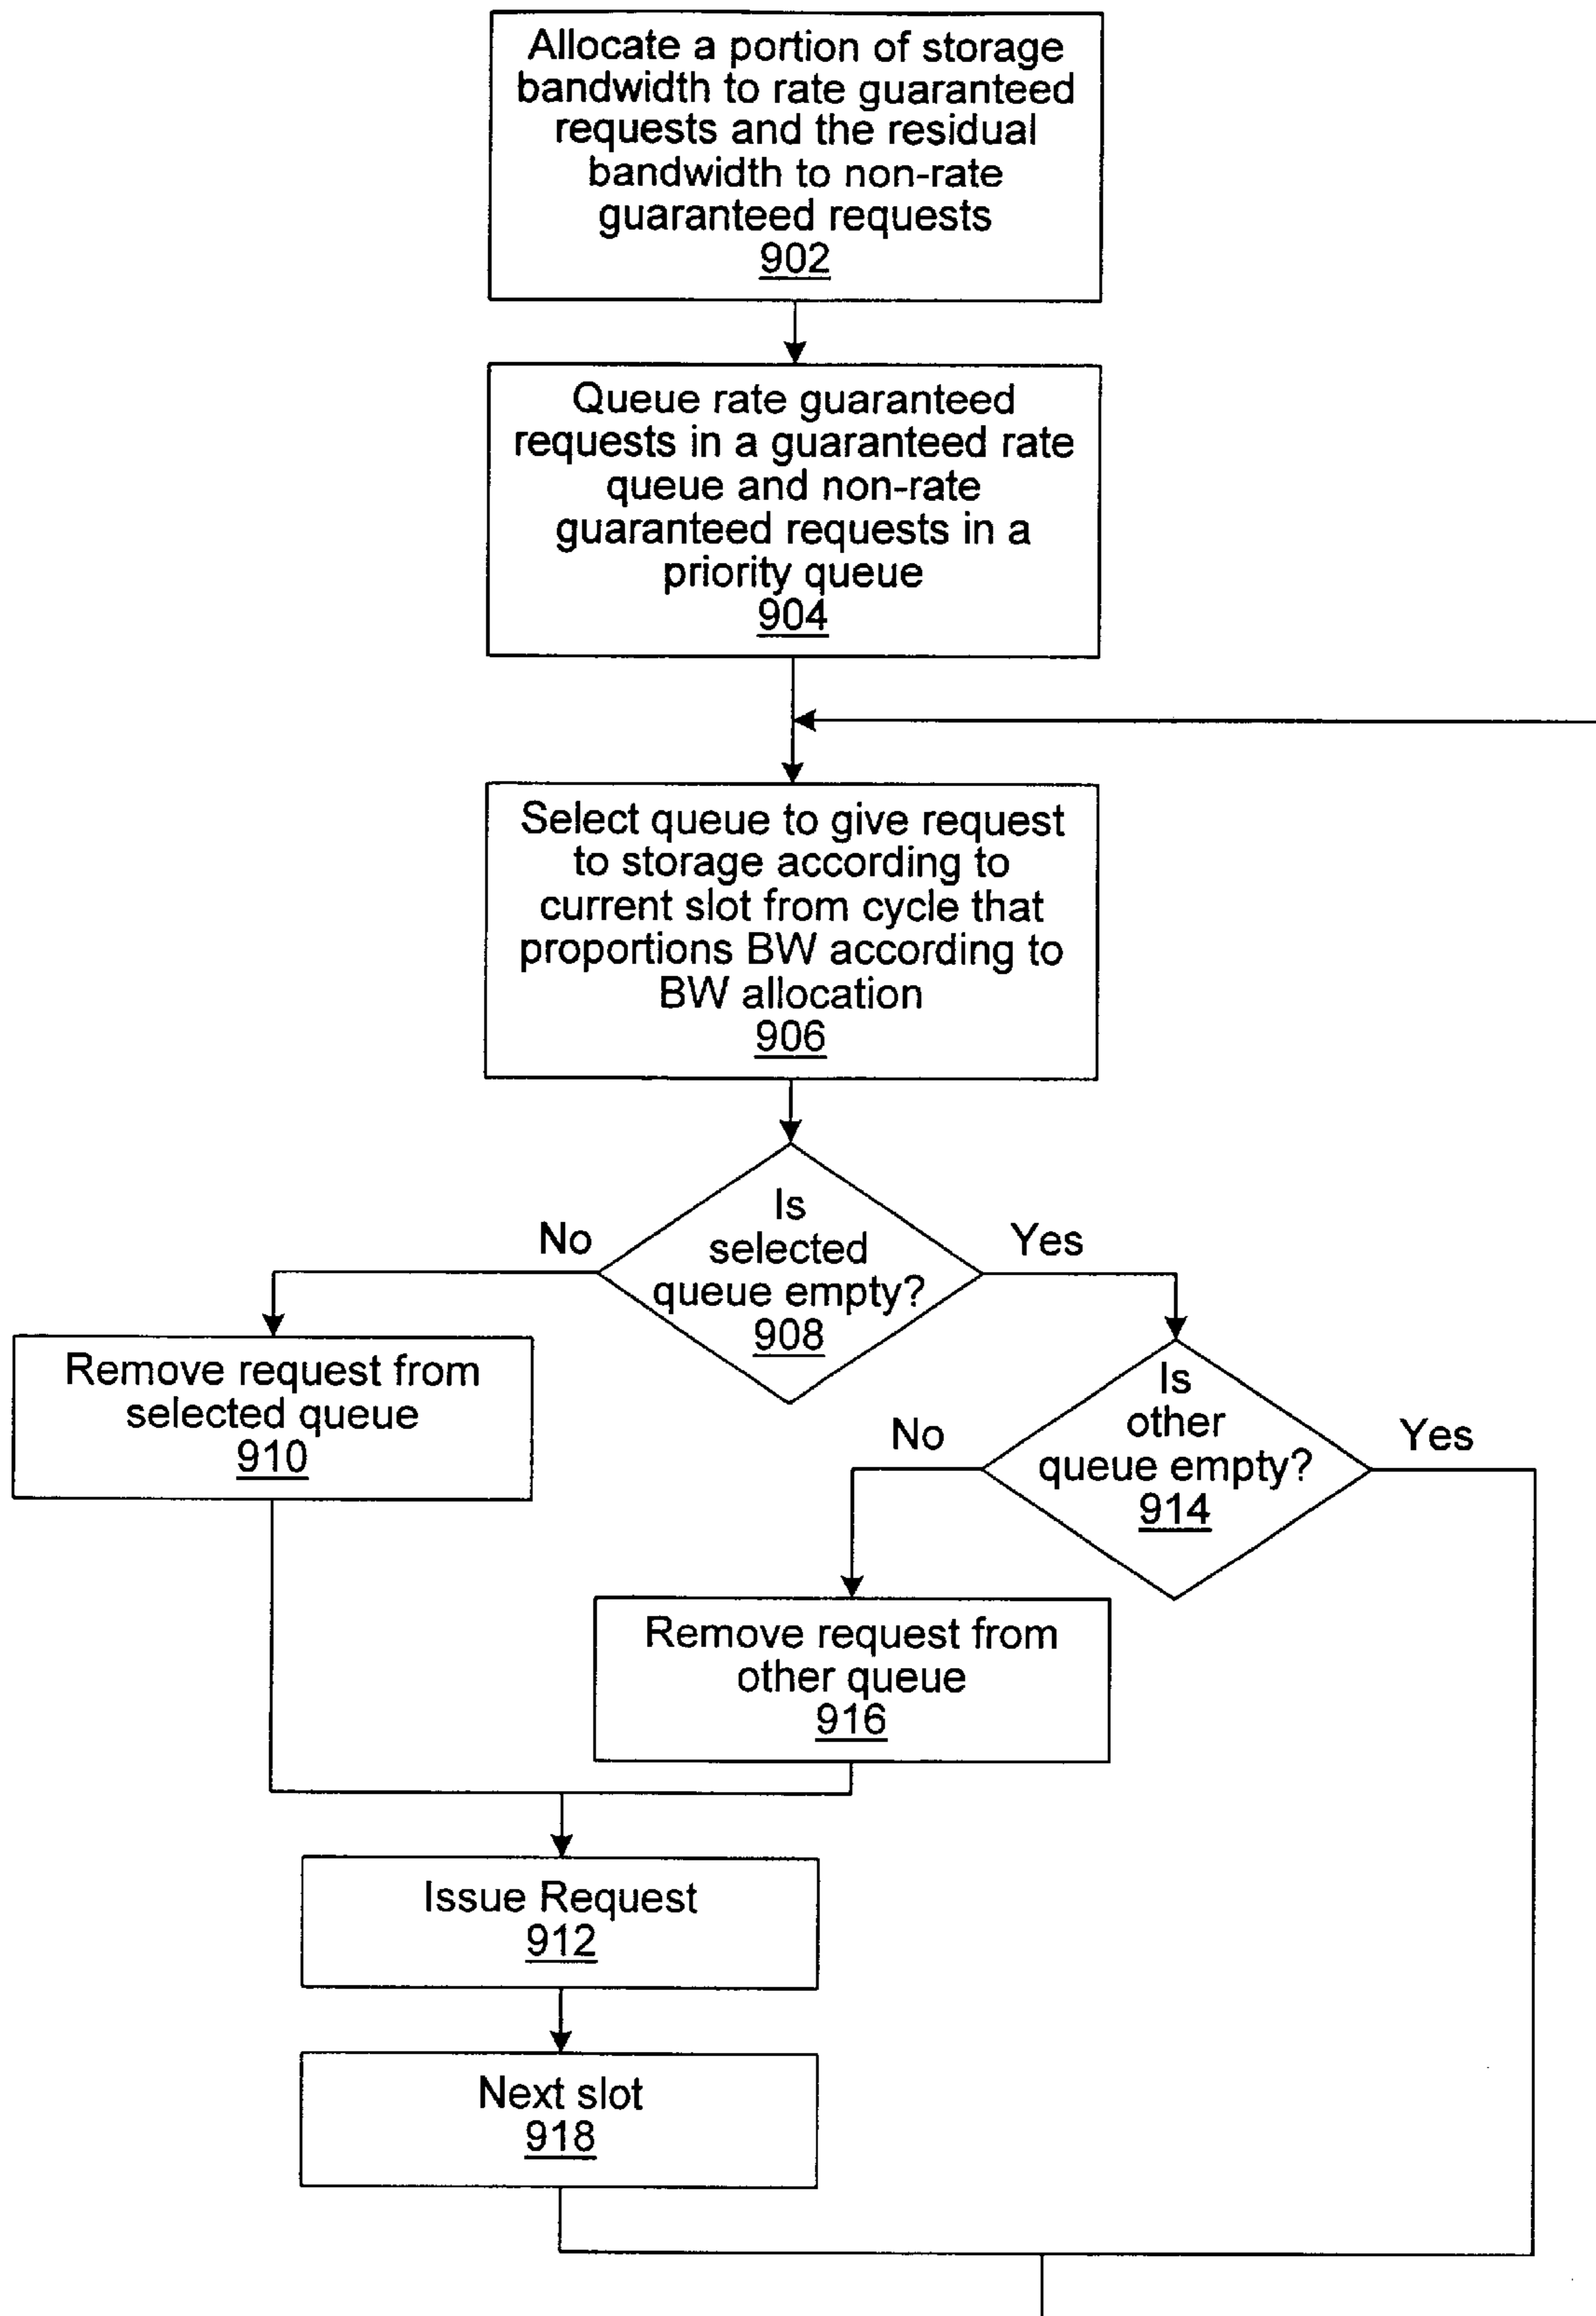 Allocate a portion of storage
bandwidth to rate guaranteed
requests and the residual
bandwidth to non-rate
guaranteed requests
902
Queue rate guaranteed
requests in a guaranteed rate
queue and non-rate
guaranteed requests in a
priority queue
904
Select queue to give request
to storage according to
current slot from cycle that
proportions BW according to
BW allocation
906
Is
selected
queue empty?
908
No
Yes
Remove request from
selected queue
910
Is
other
queue empty?
914
No
Yes
Remove request from
other queue
916
Issue Request
912
Next slot
918